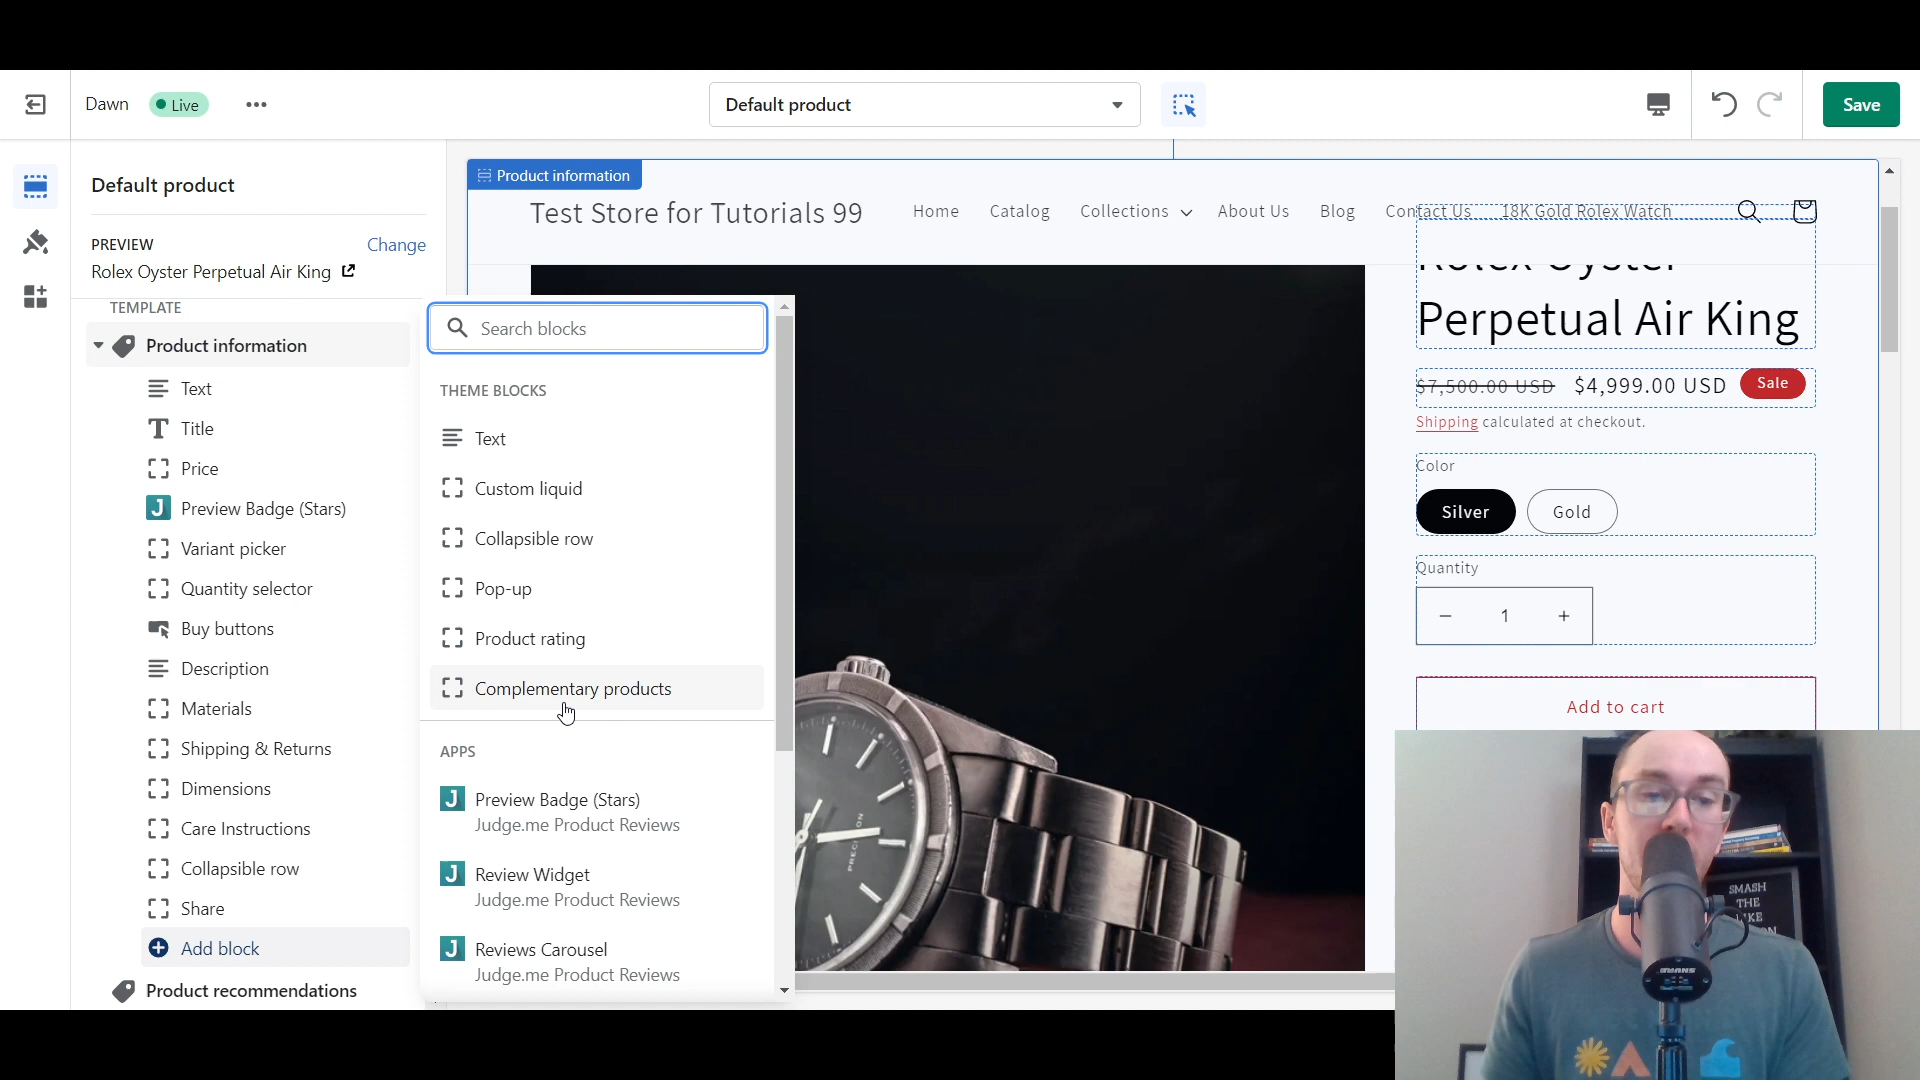 Dawn
Live
Default product
Save
Default product
PREVIEW
Change
Rolex Oyster Perpetual Air King
TEMPLATE
Product information
Text
Title
Price
J Preview Badge (Stars)
Variant picker
Quantity selector
Buy buttons
Description
Materials
Shipping & Returns
Dimensions
Care Instructions
Collapsible row
Share
Add block
Product recommendations
Search blocks
THEME BLOCKS
Text
Custom liquid
Collapsible row
Pop-up
Product rating
Complementary products
APPS
J Preview Badge (Stars)
Judge.me Product Reviews
J Review Widget
Judge.me Product Reviews
J Reviews Carousel
Judge.me Product Reviews
Product information
Test Store for Tutorials 99
Home Catalog Collections About Us Blog Contact Us 18K Gold Rolex Watch
Rolex Oyster
Perpetual Air King
$7,500.00 USD $4,999.00 USD Sale
Shipping calculated at checkout.
Color
Silver Gold
Quantity
− 1 +
Add to cart
PRECISION
SMASH
THE
LIKE
SHURE